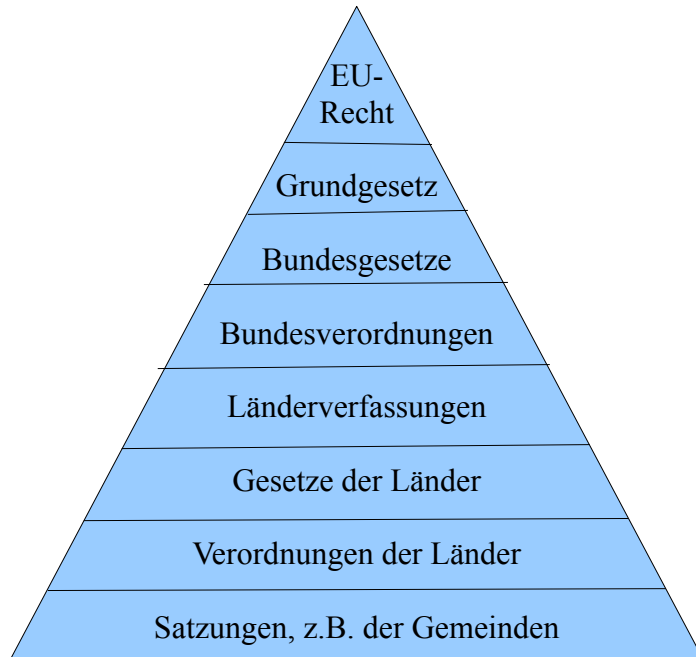 EU-
Recht
Grundgesetz
Bundesgesetze
Bundesverordnungen
Länderverfassungen
Gesetze der Länder
Verordnungen der Länder
Satzungen, z.B. der Gemeinden